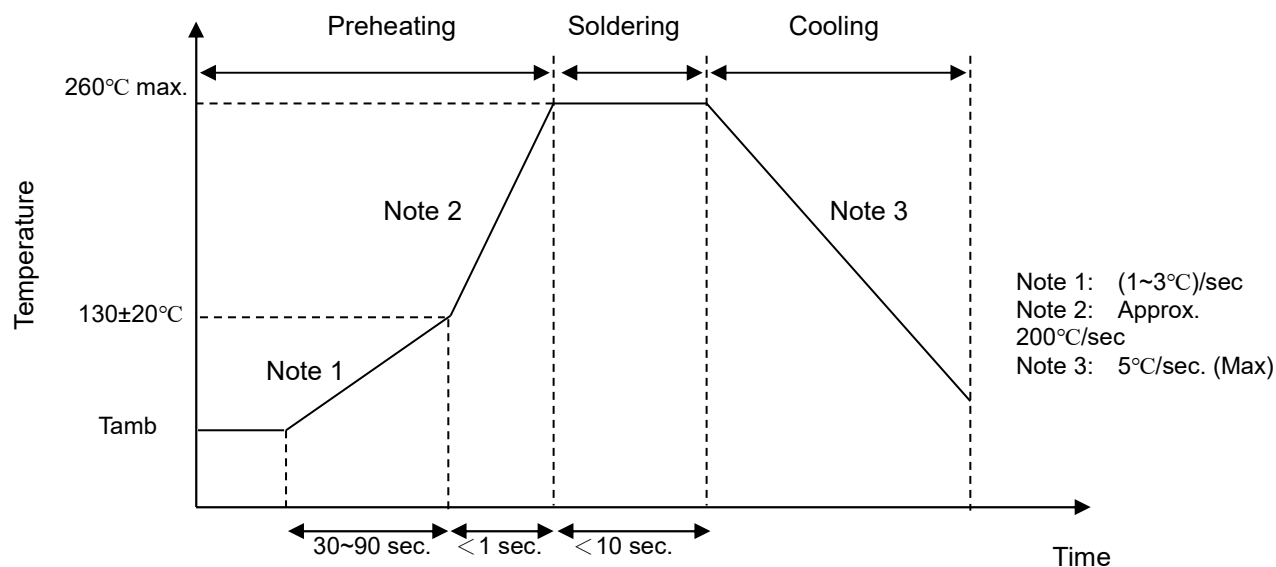 Preheating Soldering Cooling
260℃ max.
Temperature
Note 2 Note 3
130±20℃
Note 1
Tamb
Note 1: (1~3℃)/sec
Note 2: Approx.
200℃/sec
Note 3: 5℃/sec. (Max)
30~90 sec. ＜1 sec. ＜10 sec.
Time